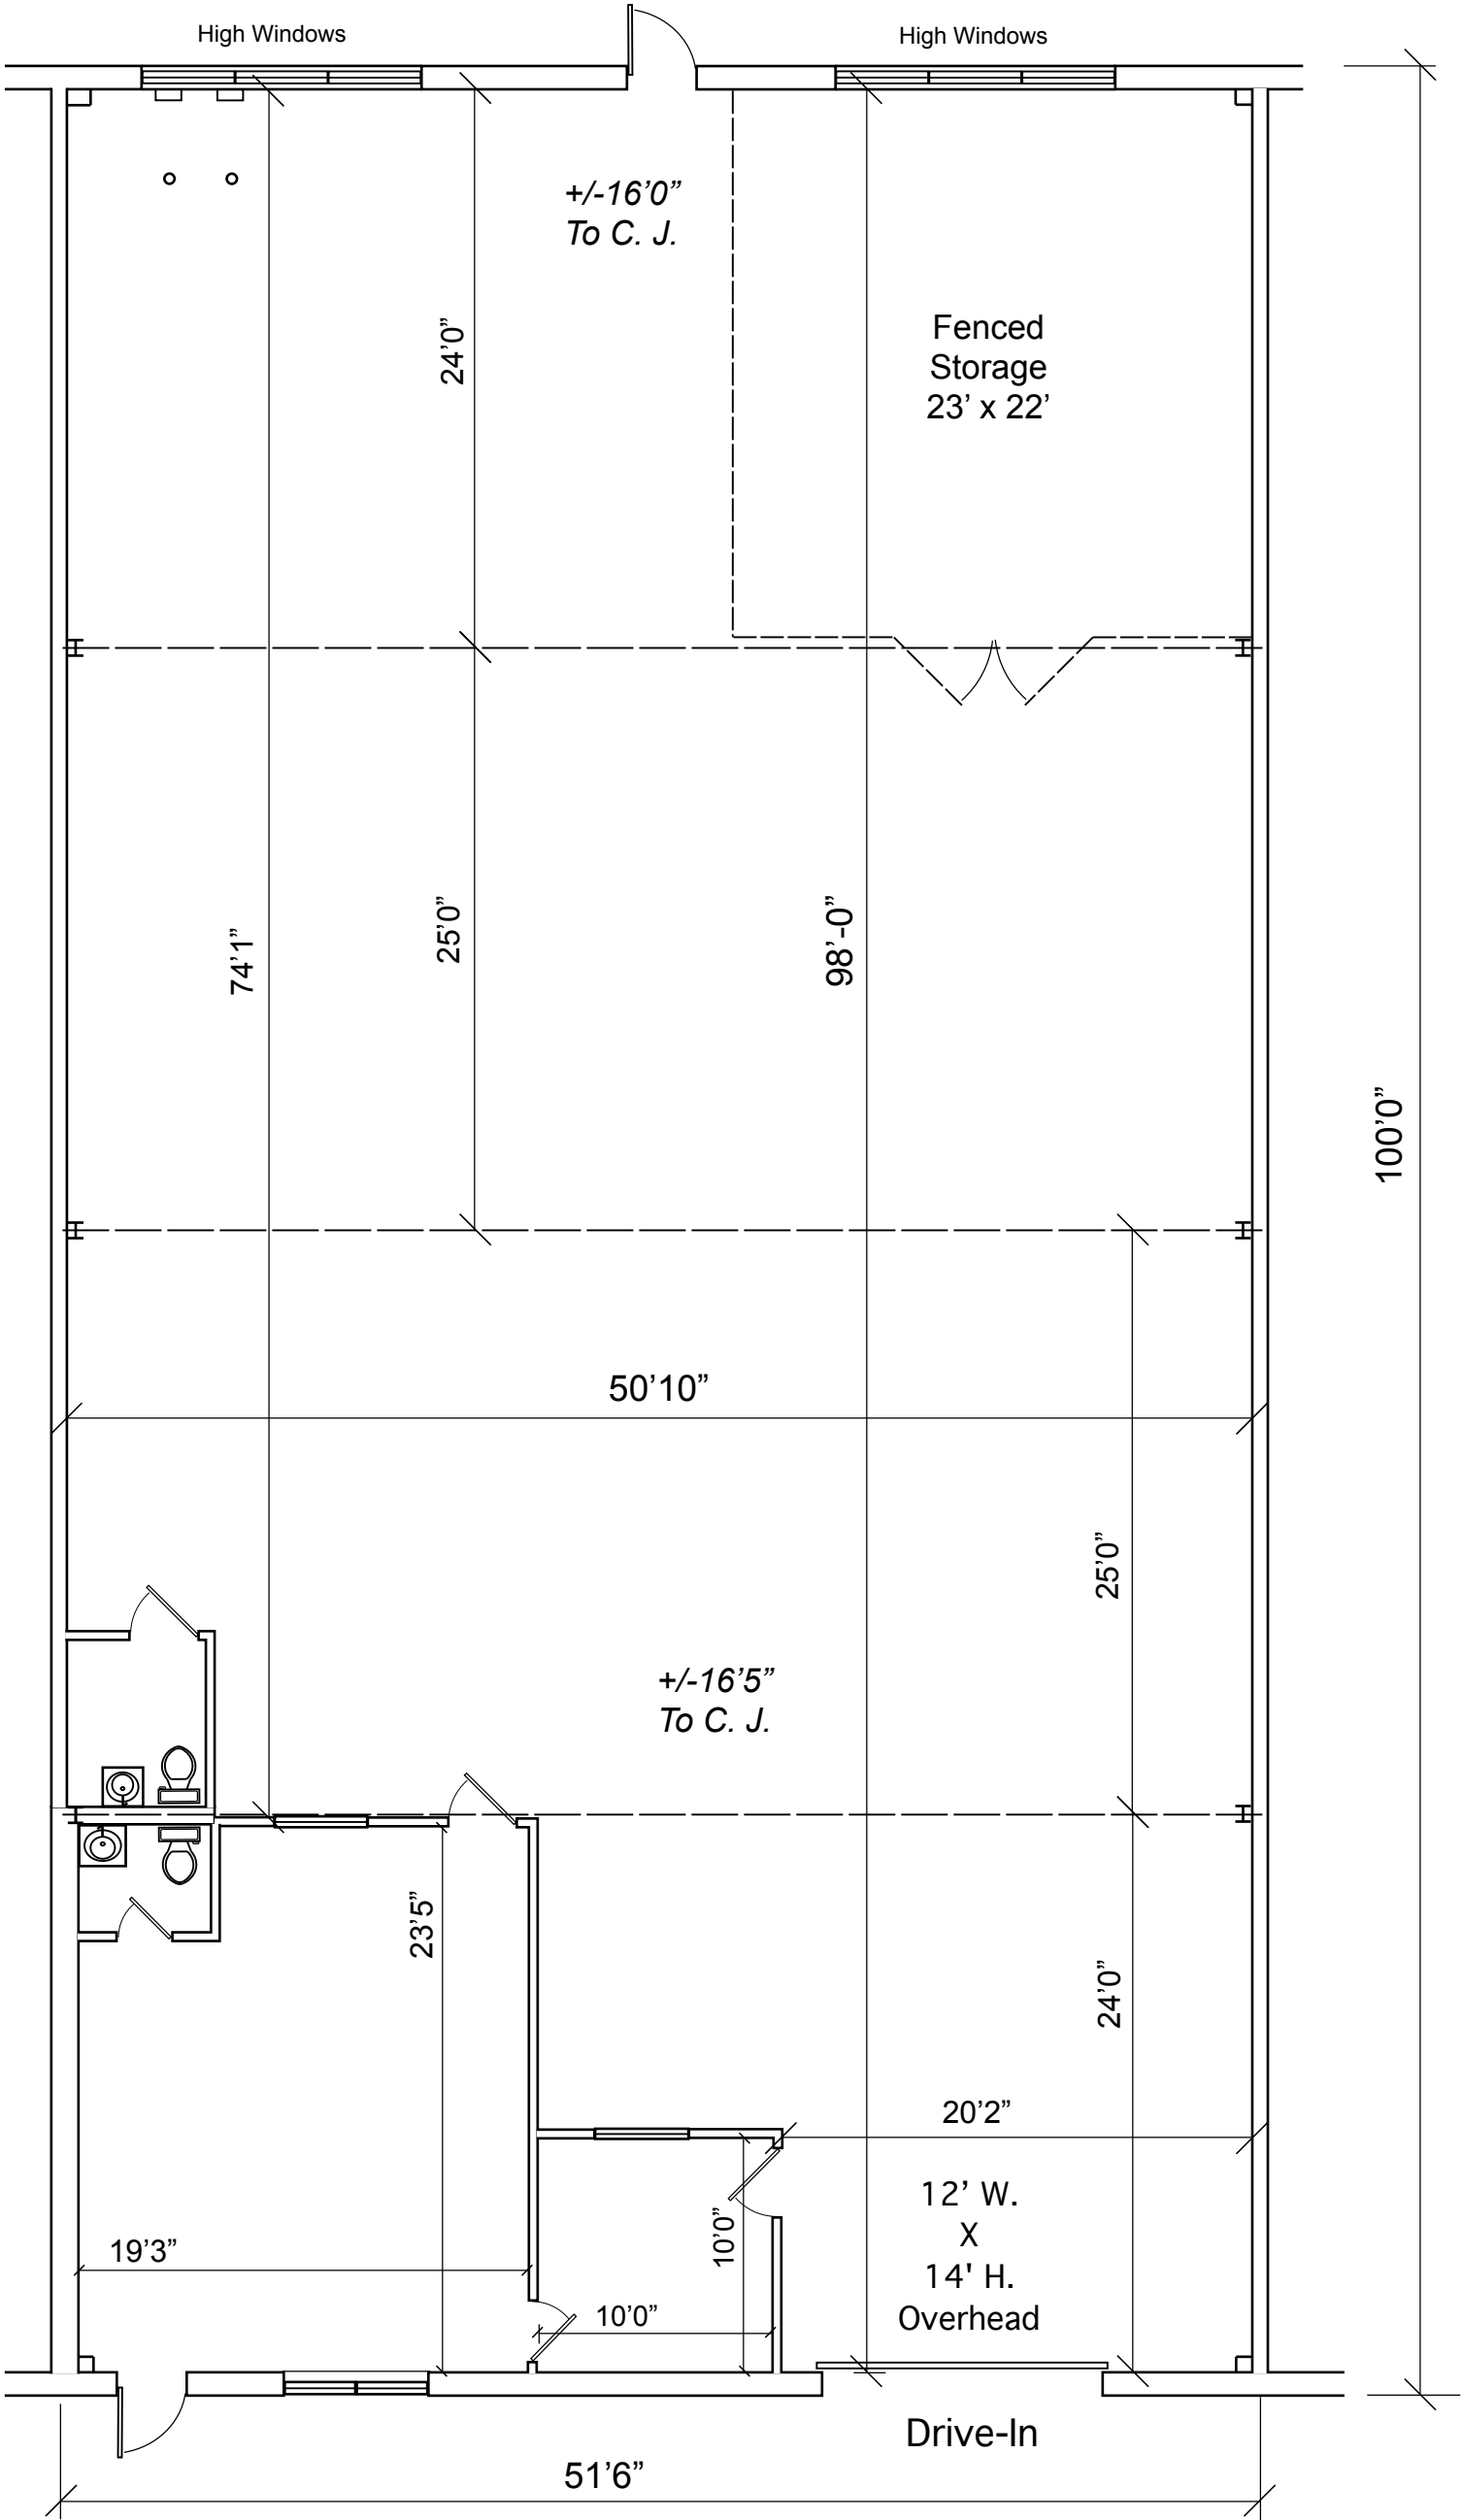 High Windows
High Windows
+/-16’0”
To C. J.
Fenced
Storage
23’ x 22’
24’0”
74’1”
25’0”
98’-0”
100’0”
50’10”
25’0”
+/-16’5”
To C. J.
23’5”
24’0”
20’2”
12’ W.
X
14' H.
Overhead
10’0”
19’3”
10’0”
Drive-In
51’6”